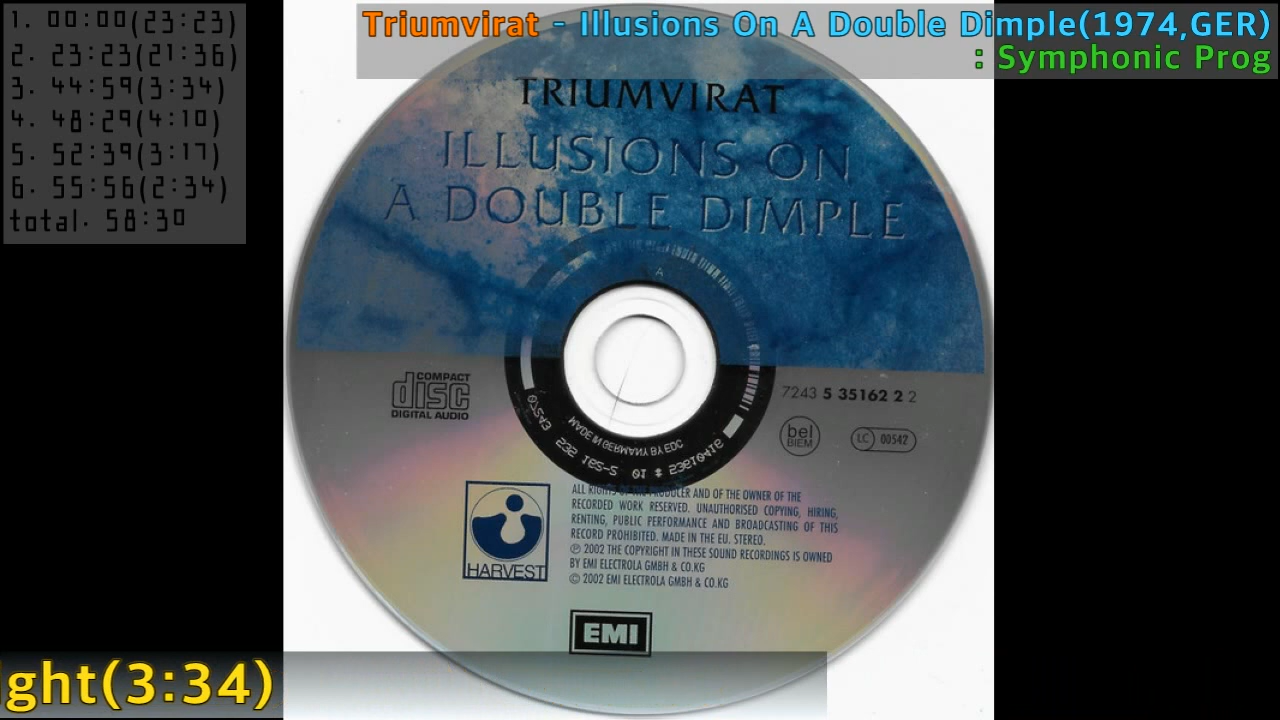 1. 00:00(23:23)
2. 23:23(21:36)
3. 44:59(3:34)
4. 48:29(4:10)
5. 52:39(3:17)
6. 55:56(2:34)
total. 58:30
Triumvirat - Illusions On A Double Dimple(1974,GER)
: Symphonic Prog
TRIUMVIRAT
ILLUSIONS ON
A DOUBLE DIMPLE
COMPACT
disc
DIGITAL AUDIO
7243 5 35162 2 2
bel
BIEM
LC 00542
MADE IN GERMANY BY EDC
HARVEST
ALL RIGHTS OF THE PRODUCER AND OF THE OWNER OF THE
RECORDED WORK RESERVED. UNAUTHORISED COPYING, HIRING,
RENTING, PUBLIC PERFORMANCE AND BROADCASTING OF THIS
RECORD PROHIBITED. MADE IN THE EU. STEREO.
℗ 2002 THE COPYRIGHT IN THESE SOUND RECORDINGS IS OWNED
BY EMI ELECTROLA GMBH & CO.KG
© 2002 EMI ELECTROLA GMBH & CO.KG
EMI
ght(3:34)